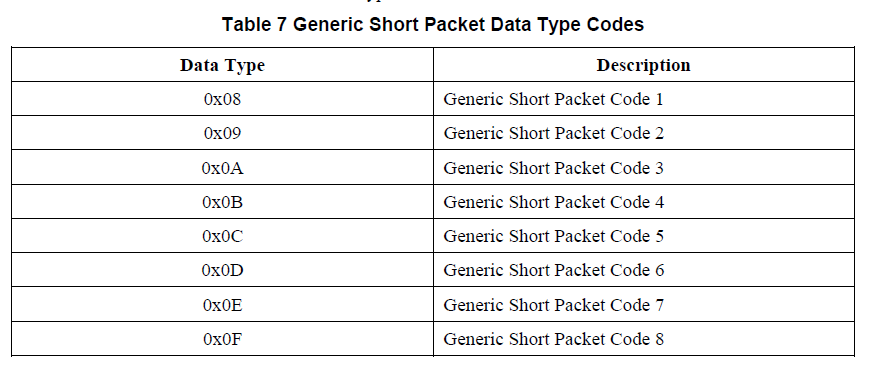 Table 7 Generic Short Packet Data Type Codes
Data Type Description
0x08 Generic Short Packet Code 1
0x09 Generic Short Packet Code 2
0x0A Generic Short Packet Code 3
0x0B Generic Short Packet Code 4
0x0C Generic Short Packet Code 5
0x0D Generic Short Packet Code 6
0x0E Generic Short Packet Code 7
0x0F Generic Short Packet Code 8